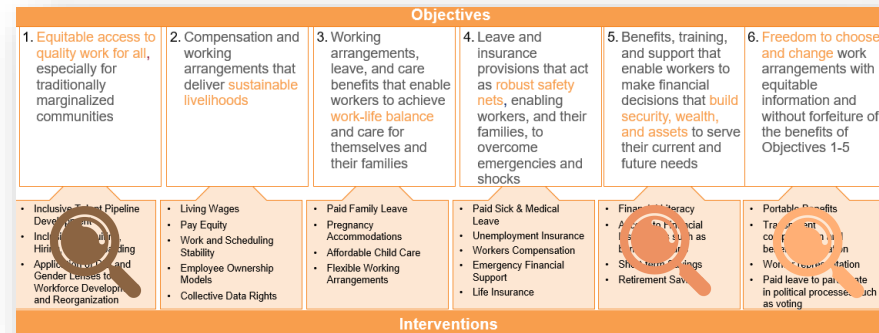 Objectives
1. Equitable access to
quality work for all,
especially for
traditionally
marginalized
communities
2. Compensation and
working
arrangements that
deliver sustainable
livelihoods
3. Working
arrangements,
leave, and care
benefits that enable
workers to achieve
work-life balance
and care for
themselves and
their families
4. Leave and
insurance
provisions that act
as robust safety
nets, enabling
workers, and their
families, to
overcome
emergencies and
shocks
5. Benefits, training,
and support that
enable workers to
make financial
decisions that build
security, wealth,
and assets to serve
their current and
future needs
6. Freedom to choose
and change work
arrangements with
equitable
information and
without forfeiture of
the benefits of
Objectives 1-5
• Inclusive Talent Pipeline
• Gender Lenses to
Workforce
and Reorganization
• Living Wages
• Pay Equity
• Work and Scheduling
Stability
• Employee Ownership
Models
• Collective Data Rights
• Paid Family Leave
• Pregnancy
Accommodations
• Affordable Child Care
• Flexible Working
Arrangements
• Paid Sick & Medical
Leave
• Unemployment Insurance
• Workers Compensation
• Emergency Financial
Support
• Life Insurance
• Financial Literacy
• Financial
such as
• Retirement
• Portable Benefits
• Worker representation
• Paid leave to participate
in political processes such
as voting
Interventions